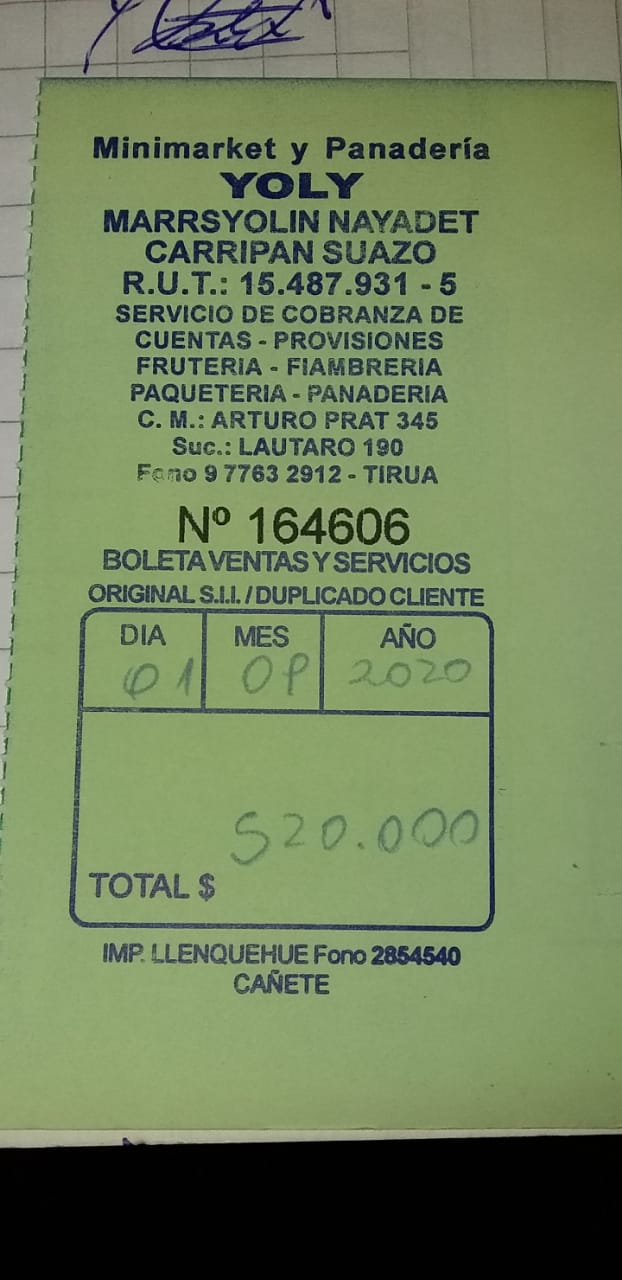 Minimarket y Panadería
YOLY
MARRSYOLIN NAYADET
CARRIPAN SUAZO
R.U.T.: 15.487.931 - 5
SERVICIO DE COBRANZA DE
CUENTAS - PROVISIONES
FRUTERIA - FIAMBRERIA
PAQUETERIA - PANADERIA
C. M.: ARTURO PRAT 345
Suc.: LAUTARO 190
Fono 9 7763 2912 - TIRUA
Nº 164606
BOLETA VENTAS Y SERVICIOS
ORIGINAL S.I.I. / DUPLICADO CLIENTE
DIA MES AÑO
01 2020
520.000
TOTAL $
IMP. LLENQUEHUE Fono 2854540
CAÑETE